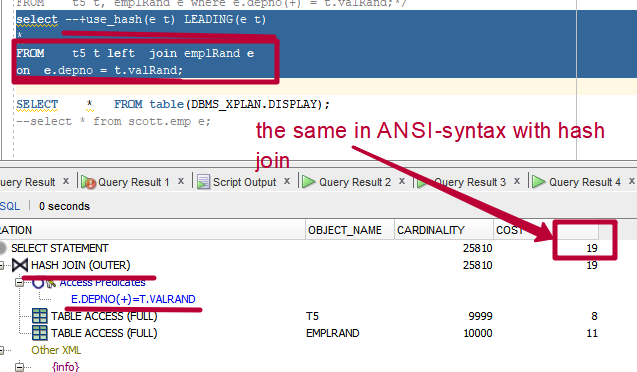 FROM t5 t, emplRand e where e.depno(+) = t.valRand;*/
select --+use_hash(e t) LEADING(e t)
*
FROM t5 t left join emplRand e
on e.depno = t.valRand;
SELECT * FROM table(DBMS_XPLAN.DISPLAY);
--select * from scott.emp e;
the same in ANSI-syntax with hash
join
uery Result x Query Result 1 x Script Output x Query Result 2 x Query Result 3 x Query Result 4 x
SQL | 0 seconds
RATION OBJECT_NAME CARDINALITY COST
SELECT STATEMENT 25810 19
HASH JOIN (OUTER) 25810 19
Access Predicates
E.DEPNO(+)=T.VALRAND
TABLE ACCESS (FULL) T5 9999 8
TABLE ACCESS (FULL) EMPLRAND 10000 11
Other XML
{info}